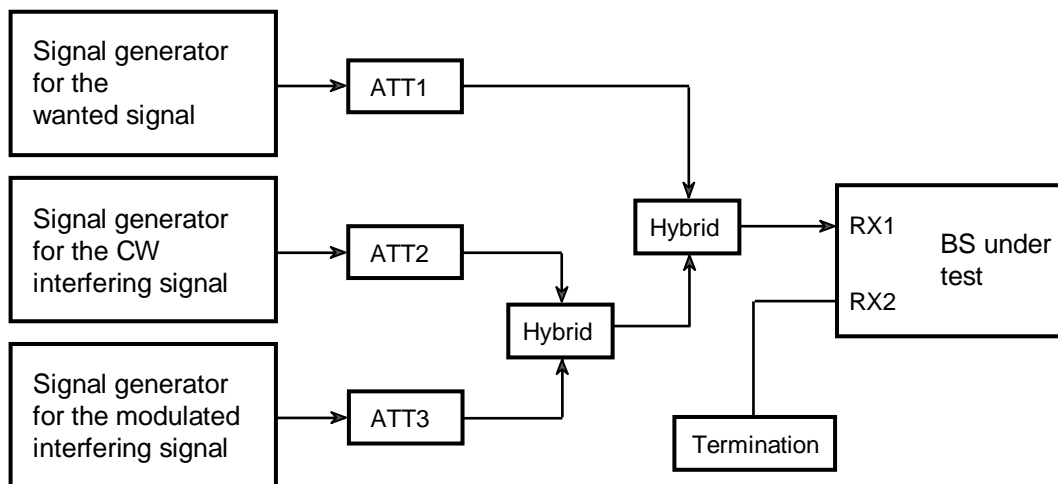 Signal generator
for the
wanted signal
ATT1
Signal generator
for the CW
interfering signal
ATT2
Hybrid
Hybrid
RX1
RX2
BS under
test
Signal generator
for the modulated
interfering signal
ATT3
Termination